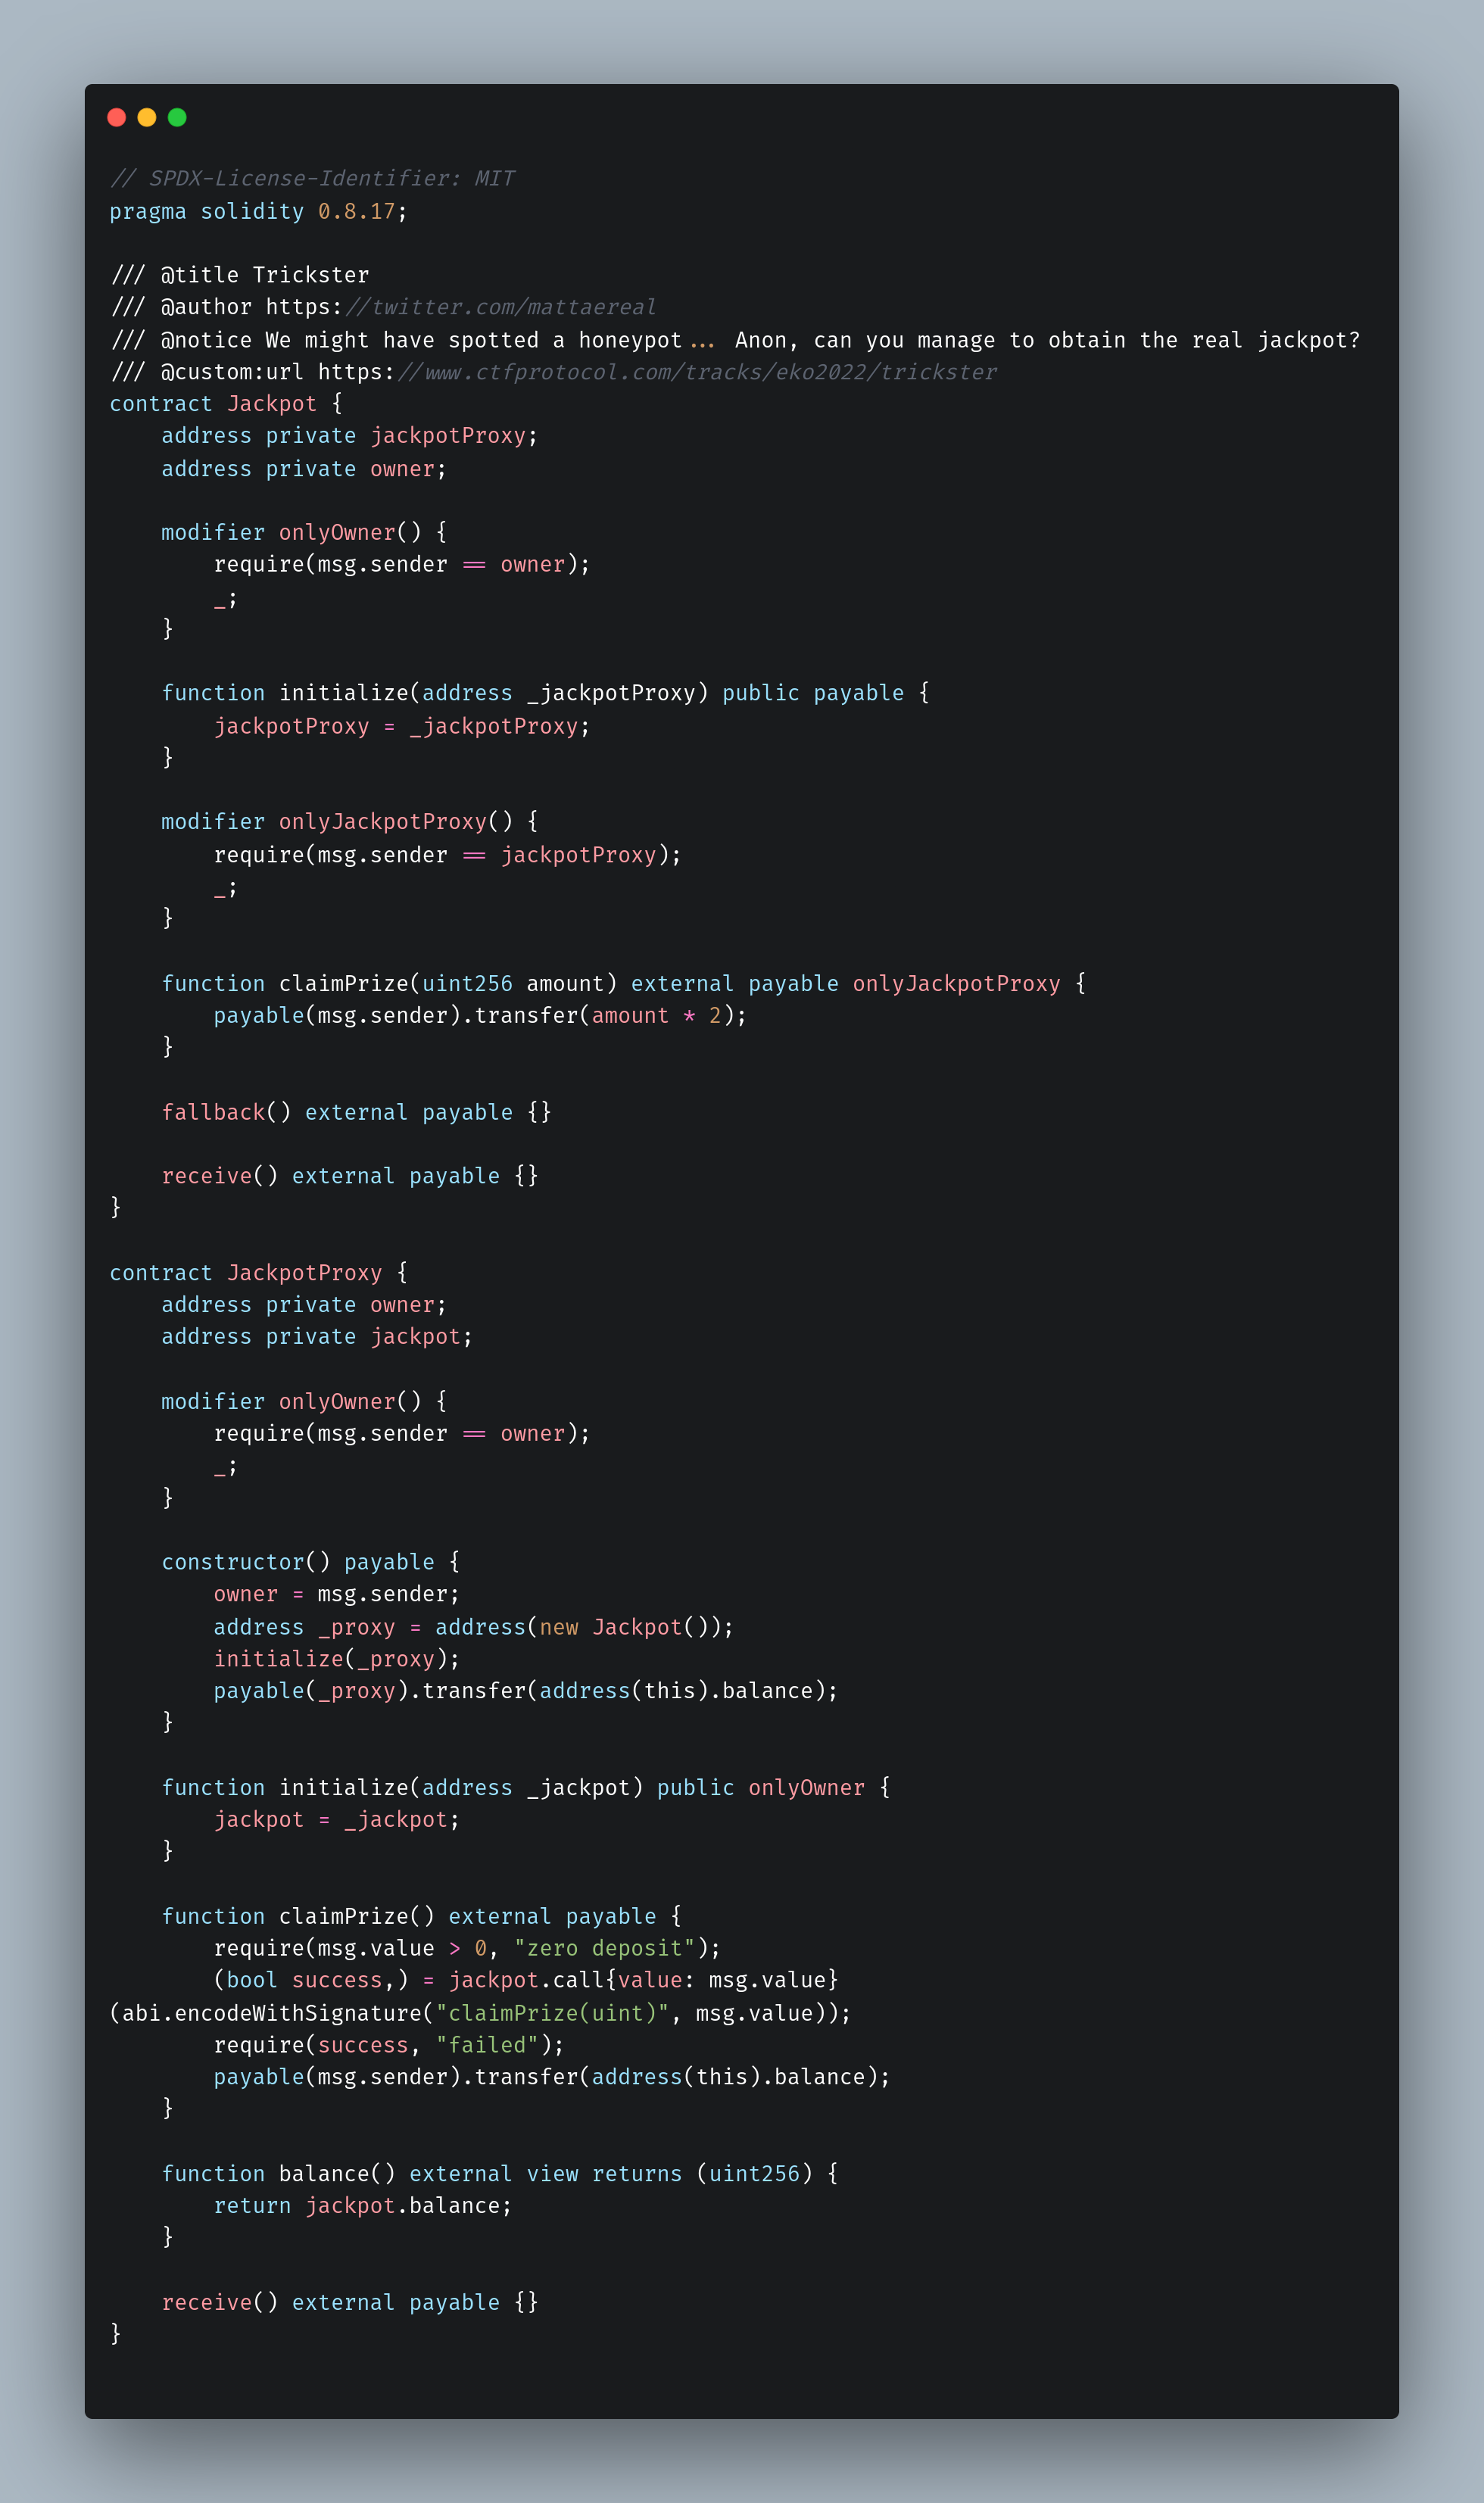 // SPDX-License-Identifier: MIT
pragma solidity 0.8.17;

/// @title Trickster
/// @author https://twitter.com/mattaereal
/// @notice We might have spotted a honeypot... Anon, can you manage to obtain the real jackpot?
/// @custom:url https://www.ctfprotocol.com/tracks/eko2022/trickster
contract Jackpot {
    address private jackpotProxy;
    address private owner;

    modifier onlyOwner() {
        require(msg.sender == owner);
        _;
    }

    function initialize(address _jackpotProxy) public payable {
        jackpotProxy = _jackpotProxy;
    }

    modifier onlyJackpotProxy() {
        require(msg.sender == jackpotProxy);
        _;
    }

    function claimPrize(uint256 amount) external payable onlyJackpotProxy {
        payable(msg.sender).transfer(amount * 2);
    }

    fallback() external payable {}

    receive() external payable {}
}

contract JackpotProxy {
    address private owner;
    address private jackpot;

    modifier onlyOwner() {
        require(msg.sender == owner);
        _;
    }

    constructor() payable {
        owner = msg.sender;
        address _proxy = address(new Jackpot());
        initialize(_proxy);
        payable(_proxy).transfer(address(this).balance);
    }

    function initialize(address _jackpot) public onlyOwner {
        jackpot = _jackpot;
    }

    function claimPrize() external payable {
        require(msg.value > 0, "zero deposit");
        (bool success,) = jackpot.call{value: msg.value}
(abi.encodeWithSignature("claimPrize(uint)", msg.value));
        require(success, "failed");
        payable(msg.sender).transfer(address(this).balance);
    }

    function balance() external view returns (uint256) {
        return jackpot.balance;
    }

    receive() external payable {}
}